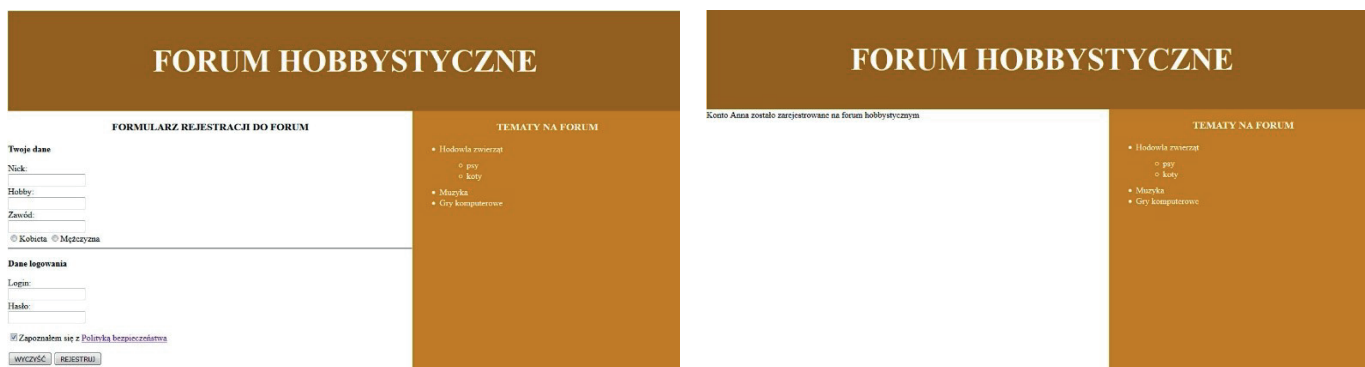 FORUM HOBBYSTYCZNE
FORMULARZ REJESTRACJI DO FORUM
Twoje dane
Nick:
Hobby:
Zawód:
Kobieta Mężczyzna
Dane logowania
Login:
Hasło:
Zapoznałem się z Polityką bezpieczeństwa
WYCZYŚĆ REJESTRUJ
TEMATY NA FORUM
Hodowla zwierząt
psy
koty
Muzyka
Gry komputerowe
FORUM HOBBYSTYCZNE
Konto Anna zostało zarejestrowane na forum hobbystycznym
TEMATY NA FORUM
Hodowla zwierząt
psy
koty
Muzyka
Gry komputerowe